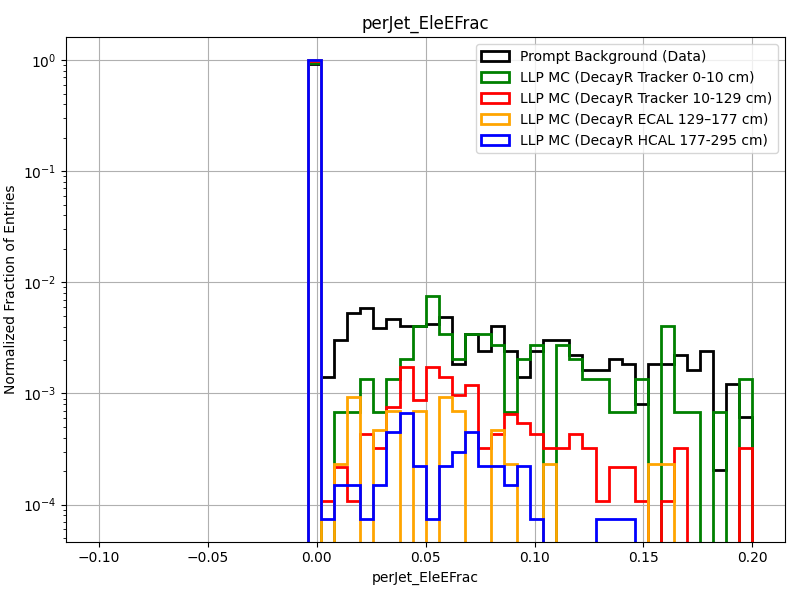 perJet_EleEFrac
Prompt Background (Data)
LLP MC (DecayR Tracker 0-10 cm)
LLP MC (DecayR Tracker 10-129 cm)
LLP MC (DecayR ECAL 129–177 cm)
LLP MC (DecayR HCAL 177-295 cm)
Normalized Fraction of Entries
10⁰
10⁻¹
10⁻²
10⁻³
10⁻⁴
−0.10 −0.05 0.00 0.05 0.10 0.15 0.20
perJet_EleEFrac